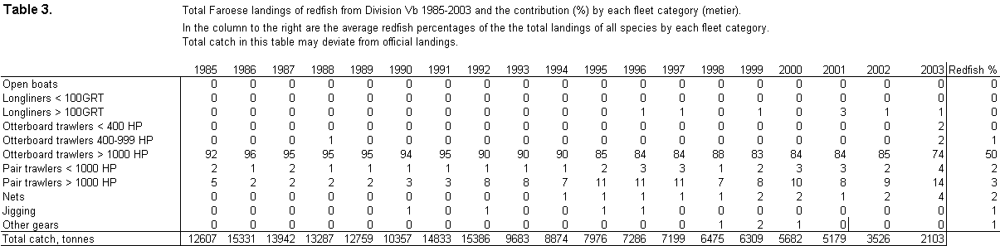 Table 3. Total Faroese landings of redfish from Division Vb 1985-2003 and the contribution (%) by each fleet category (metier).
In the column to the right are the average redfish percentages of the the total landings of all species by each fleet category.
Total catch in this table may deviate from official landings.
1985 1986 1987 1988 1989 1990 1991 1992 1993 1994 1995 1996 1997 1998 1999 2000 2001 2002 2003 Redfish %
Open boats 0 0 0 0 0 0 0 0 0 0 0 0 0 0 0 0 0 0 0 0
Longliners < 100GRT 0 0 0 0 0 0 0 0 0 0 0 0 0 0 0 0 0 0 0 0
Longliners > 100GRT 0 0 0 0 0 0 0 0 0 0 0 1 1 0 1 0 3 1 1 0
Otterboard trawlers < 400 HP 0 0 0 0 0 0 0 0 0 0 0 0 0 0 0 0 0 0 2 0
Otterboard trawlers 400-999 HP 0 0 0 1 0 0 0 0 0 0 0 0 0 0 0 0 0 0 2 1
Otterboard trawlers > 1000 HP 92 96 95 95 95 94 95 90 90 90 85 84 84 88 83 84 84 85 74 50
Pair trawlers < 1000 HP 2 1 2 1 1 1 1 1 1 1 2 3 3 1 2 3 3 2 4 2
Pair trawlers > 1000 HP 5 2 2 2 2 3 3 8 8 7 11 11 11 7 8 10 8 9 14 3
Nets 0 0 0 0 0 0 0 0 0 1 1 1 1 1 2 2 1 2 4 2
Jigging 0 0 0 0 0 1 0 1 0 0 1 1 0 0 0 0 0 0 0 1
Other gears 0 0 0 0 0 0 0 0 0 0 0 0 0 1 2 1 0 0 0 1
Total catch, tonnes 12607 15331 13942 13287 12759 10357 14833 15386 9683 8874 7976 7286 7199 6475 6309 5682 5179 3526 2103